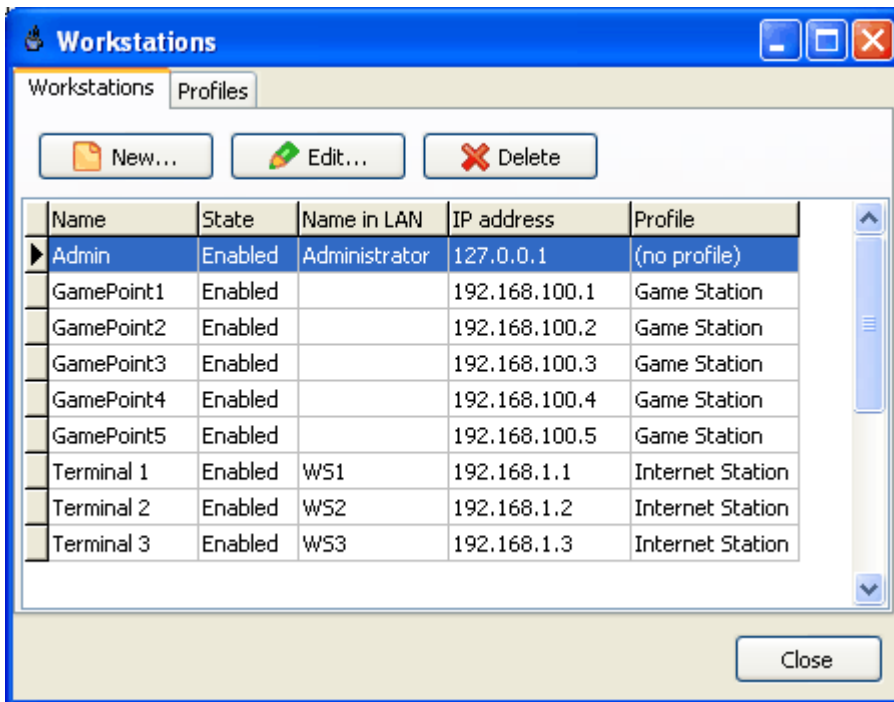 Workstations
Workstations Profiles
New... Edit... Delete
Name State Name in LAN IP address Profile
Admin Enabled Administrator 127.0.0.1 (no profile)
GamePoint1 Enabled 192.168.100.1 Game Station
GamePoint2 Enabled 192.168.100.2 Game Station
GamePoint3 Enabled 192.168.100.3 Game Station
GamePoint4 Enabled 192.168.100.4 Game Station
GamePoint5 Enabled 192.168.100.5 Game Station
Terminal 1 Enabled WS1 192.168.1.1 Internet Station
Terminal 2 Enabled WS2 192.168.1.2 Internet Station
Terminal 3 Enabled WS3 192.168.1.3 Internet Station
Close